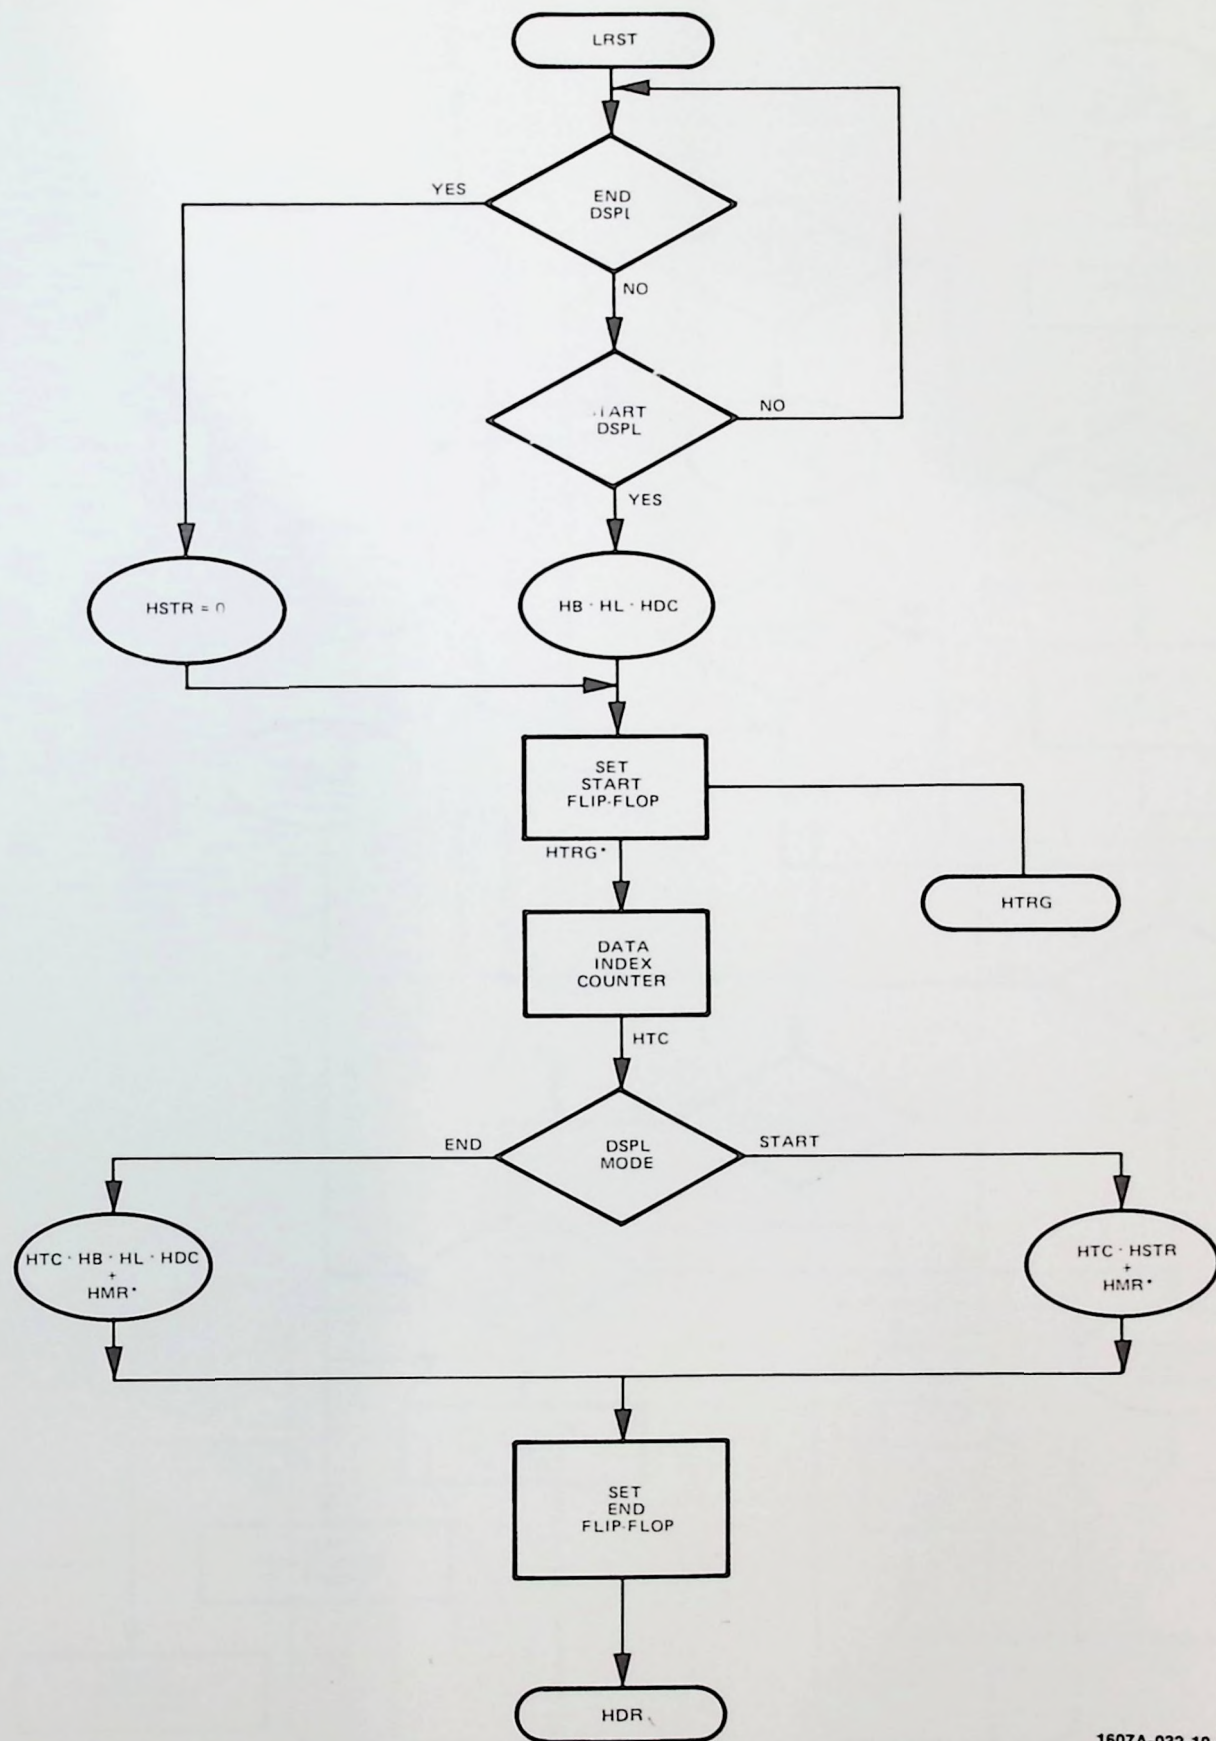 LRST
END
DSPL
YES
NO
START
DSPL
NO
YES
HSTR = 0
HB · HL · HDC
SET
START
FLIP-FLOP
HTRG*
HTRG
DATA
INDEX
COUNTER
HTC
DSPL
MODE
END
START
HTC · HB · HL · HDC
+
HMR*
HTC · HSTR
+
HMR*
SET
END
FLIP-FLOP
HDR